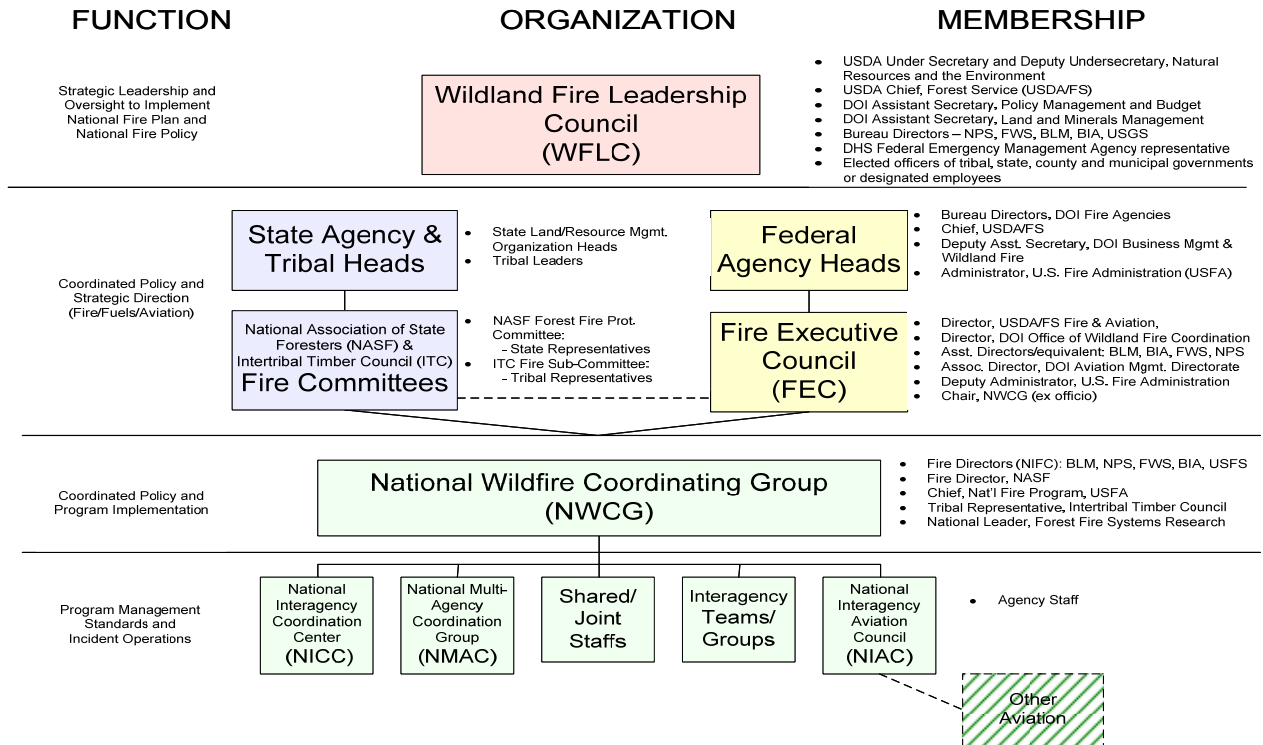 FUNCTION
ORGANIZATION
MEMBERSHIP
Strategic Leadership and
Oversight to Implement
National Fire Plan and
National Fire Policy
Wildland Fire Leadership
Council
(WFLC)
• USDA Under Secretary and Deputy Undersecretary, Natural
Resources and the Environment
• USDA Chief, Forest Service (USDA/FS)
• DOI Assistant Secretary, Policy Management and Budget
• DOI Assistant Secretary, Land and Minerals Management
• Bureau Directors – NPS, FWS, BLM, BIA, USGS
• DHS Federal Emergency Management Agency representative
• Elected officers of tribal, state, county and municipal governments
or designated employees
Coordinated Policy and
Strategic Direction
(Fire/Fuels/Aviation)
State Agency &
Tribal Heads
• State Land/Resource Mgmt.
Organization Heads
• Tribal Leaders
Federal
Agency Heads
• Bureau Directors, DOI Fire Agencies
• Chief, USDA/FS
• Deputy Asst. Secretary, DOI Business Mgmt &
Wildland Fire
• Administrator, U.S. Fire Administration (USFA)
National Association of State
Foresters (NASF) &
Intertribal Timber Council (ITC)
Fire Committees
• NASF Forest Fire Prot.
Committee:
- State Representatives
• ITC Fire Sub-Committee:
- Tribal Representatives
Fire Executive
Council
(FEC)
• Director, USDA/FS Fire & Aviation,
• Director, DOI Office of Wildland Fire Coordination
• Asst. Directors/equivalent: BLM, BIA, FWS, NPS
• Assoc. Director, DOI Aviation Mgmt. Directorate
• Deputy Administrator, U.S. Fire Administration
• Chair, NWCG (ex officio)
Coordinated Policy and
Program Implementation
National Wildfire Coordinating Group
(NWCG)
• Fire Directors (NIFC): BLM, NPS, FWS, BIA, USFS
• Fire Director, NASF
• Chief, Nat'l Fire Program, USFA
• Tribal Representative, Intertribal Timber Council
• National Leader, Forest Fire Systems Research
Program Management
Standards and
Incident Operations
National
Interagency
Coordination
Center
(NICC)
National Multi-
Agency
Coordination
Group
(NMAC)
Shared/
Joint
Staffs
Interagency
Teams/
Groups
National
Interagency
Aviation
Council
(NIAC)
• Agency Staff
Other
Aviation